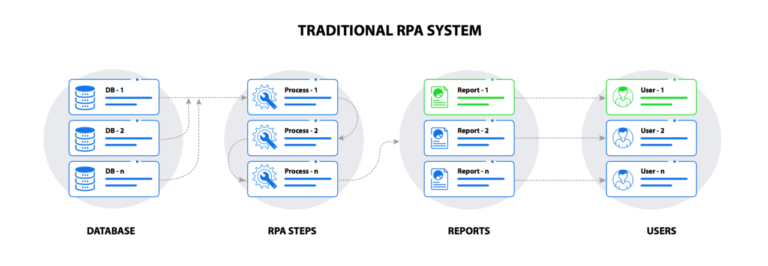 TRADITIONAL RPA SYSTEM
DB - 1
DB - 2
DB - n
Process - 1
Process - 2
Process - n
Report - 1
Report - 2
Report - n
User - 1
User - 2
User - n
DATABASE
RPA STEPS
REPORTS
USERS